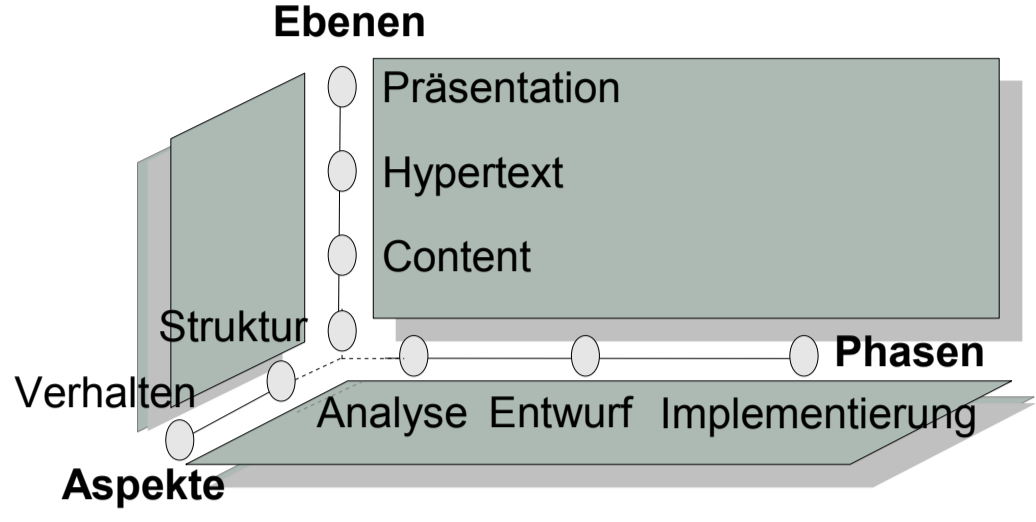 Ebenen
Präsentation
Hypertext
Content
Struktur
Phasen
Verhalten
Analyse Entwurf Implementierung
Aspekte